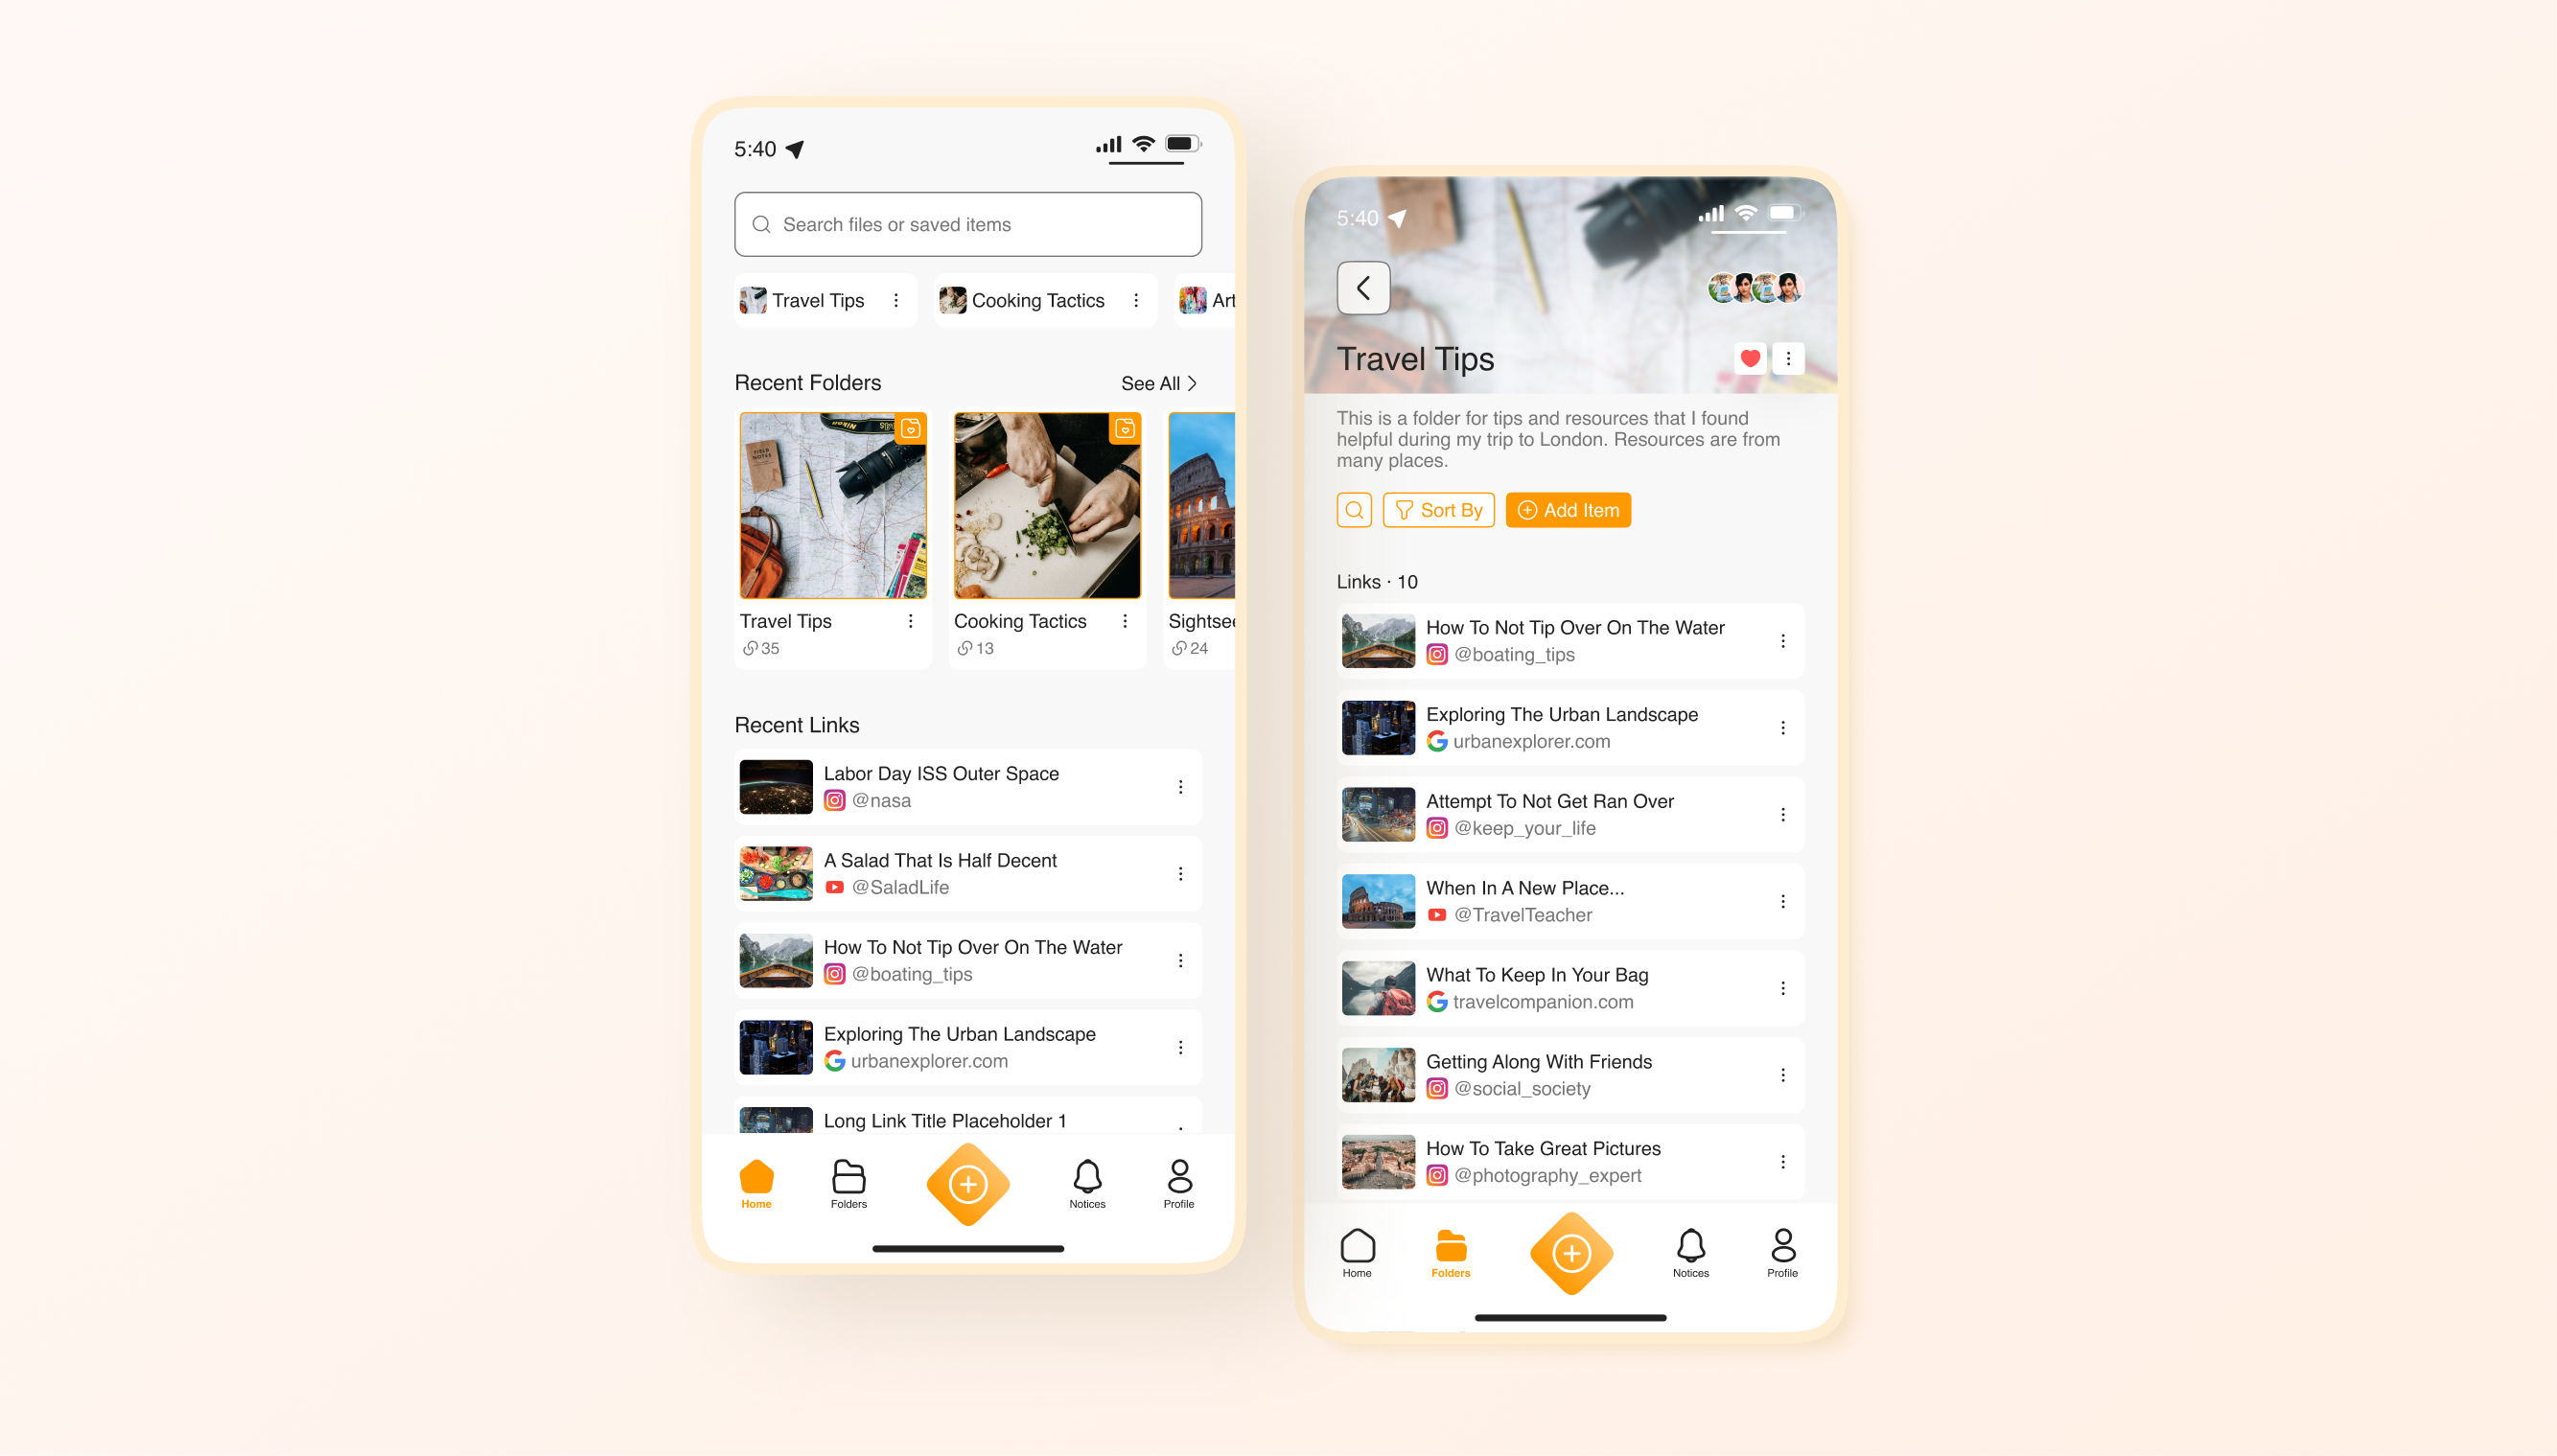 5:40
Search files or saved items
Travel Tips
Cooking Tactics
Art
Recent Folders
See All
Nikon
FIELD NOTES
Travel Tips
35
Cooking Tactics
13
Sightsee
24
Recent Links
Labor Day ISS Outer Space
@nasa
A Salad That Is Half Decent
@SaladLife
How To Not Tip Over On The Water
@boating_tips
Exploring The Urban Landscape
urbanexplorer.com
Long Link Title Placeholder 1
Home
Folders
Notices
Profile
5:40
Travel Tips
This is a folder for tips and resources that I found
helpful during my trip to London. Resources are from
many places.
Sort By
Add Item
Links · 10
How To Not Tip Over On The Water
@boating_tips
Exploring The Urban Landscape
urbanexplorer.com
Attempt To Not Get Ran Over
@keep_your_life
When In A New Place...
@TravelTeacher
What To Keep In Your Bag
travelcompanion.com
Getting Along With Friends
@social_society
How To Take Great Pictures
@photography_expert
Home
Folders
Notices
Profile